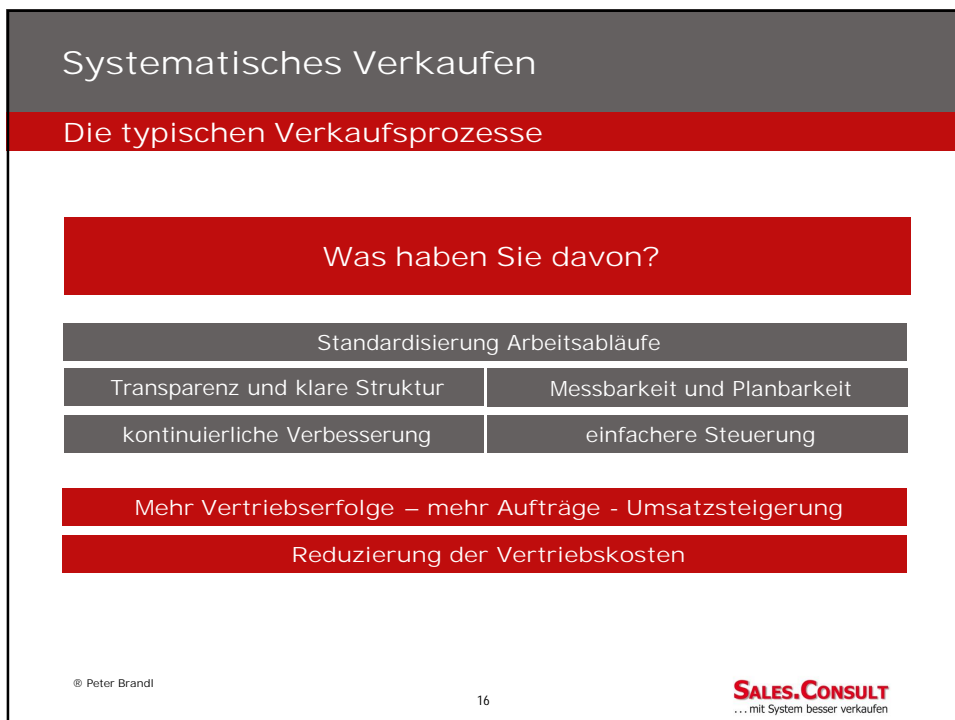 Systematisches Verkaufen
Die typischen Verkaufsprozesse
Was haben Sie davon?
Standardisierung Arbeitsabläufe
Transparenz und klare Struktur
Messbarkeit und Planbarkeit
kontinuierliche Verbesserung
einfachere Steuerung
Mehr Vertriebserfolge – mehr Aufträge - Umsatzsteigerung
Reduzierung der Vertriebskosten
® Peter Brandl
16
SALES.CONSULT
...mit System besser verkaufen